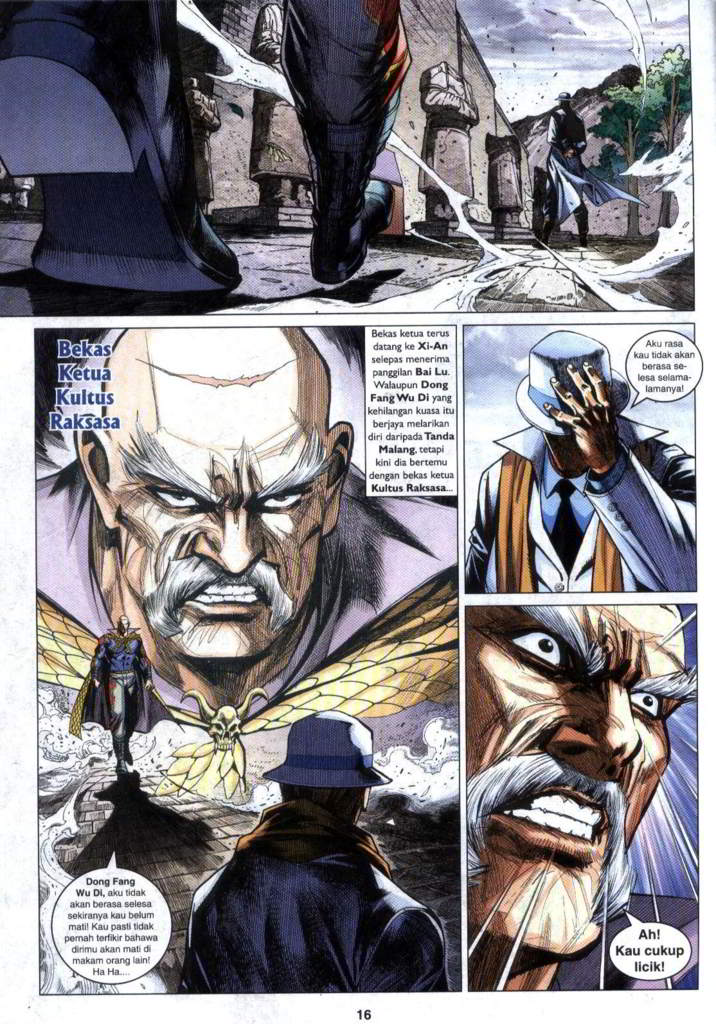 Bekas
Ketua
Kultus
Raksasa
Bekas ketua terus
datang ke Xi-An
selepas menerima
panggilan Bai Lu.
Walaupun Dong
Fang Wu Di yang
kehilangan kuasa itu
berjaya melarikan
diri daripada Tanda
Malang, tetapi
kini dia bertemu
dengan bekas ketua
Kultus Raksasa...
Aku rasa
kau tidak akan
berasa se-
lesa selama-
lamanya!
Dong Fang
Wu Di, aku tidak
akan berasa selesa
sekiranya kau belum
mati! Kau pasti tidak
pernah terfikir bahawa
dirimu akan mati di
makam orang lain!
Ha Ha....
Ah!
Kau cukup
licik!
16